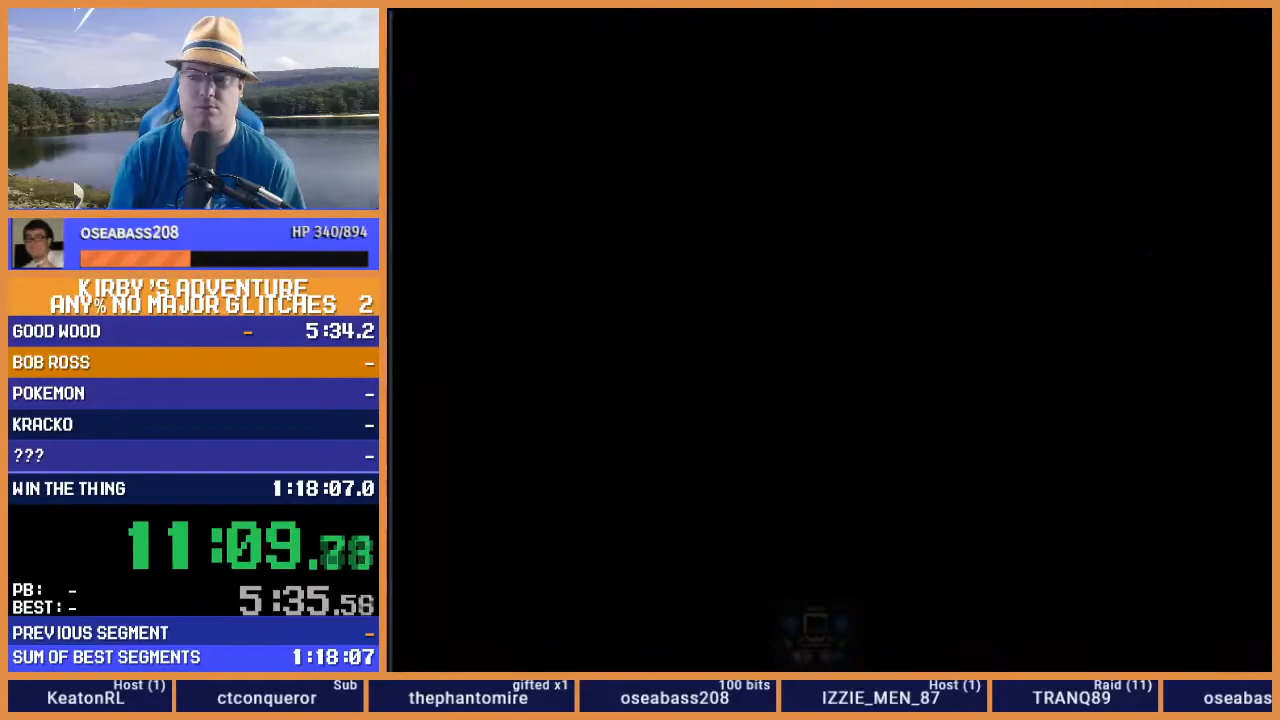 OSEABASS208 HP 340/894
KIRBY'S ADVENTURE
ANY% NO MAJOR GLITCHES 2
GOOD WOOD - 5:34.2
BOB ROSS -
POKEMON -
KRACKO -
??? -
WIN THE THING 1:18:07.0
11:09
PB: -
BEST: - 5:35.58
PREVIOUS SEGMENT -
SUM OF BEST SEGMENTS 1:18:07
Host (1)
KeatonRL
Sub
ctconqueror
gifted x1
thephantomire
100 bits
oseabass208
Host (1)
IZZIE_MEN_87
Raid (11)
TRANQ89
oseabas